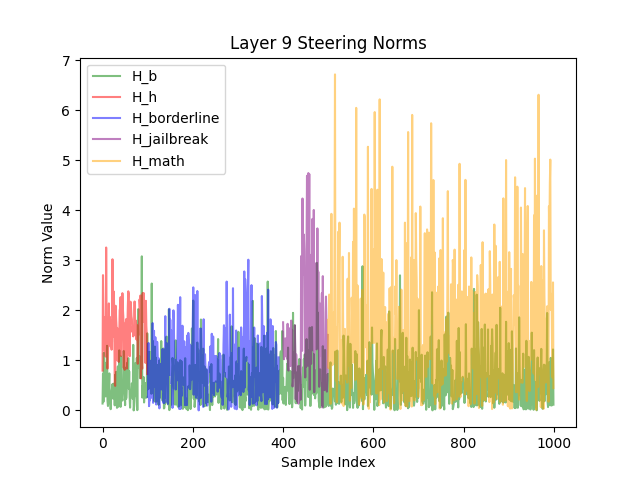 Layer 9 Steering Norms
7
6
5
4
3
2
1
0
Norm Value
H_b
H_h
H_borderline
H_jailbreak
H_math
0
200
400
600
800
1000
Sample Index